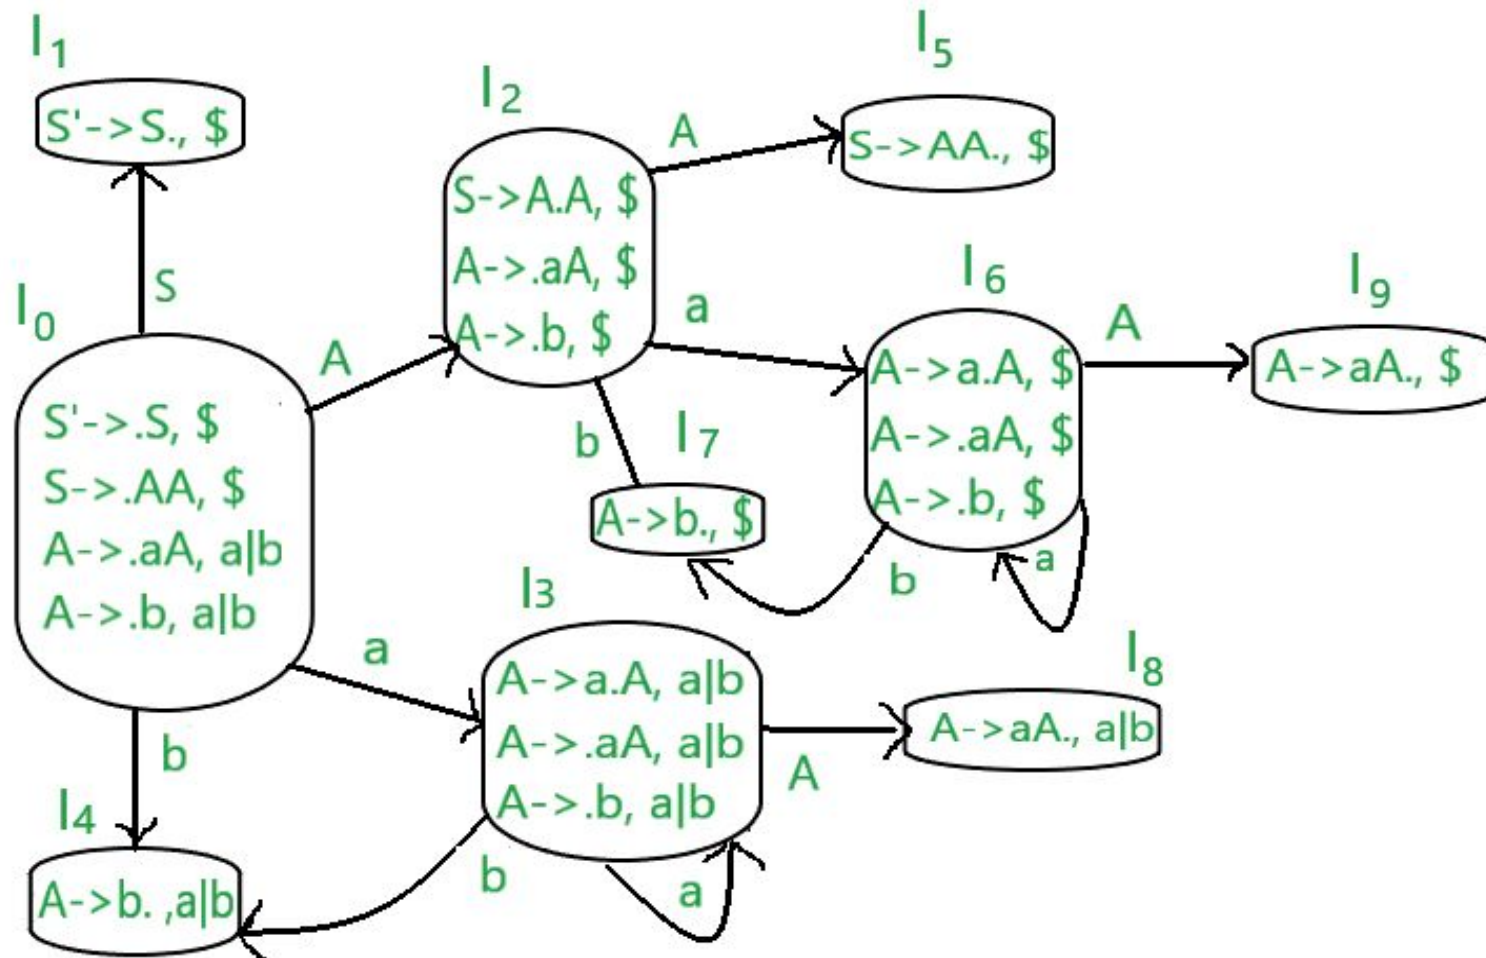 I1
S'->S., $
S
I0
S'->.S, $
S->.AA, $
A->.aA, a|b
A->.b, a|b
A
I2
S->A.A, $
A->.aA, $
A->.b, $
A
I5
S->AA., $
a
I6
A->a.A, $
A->.aA, $
A->.b, $
A
I9
A->aA., $
b
I7
A->b., $
b
a
a
I3
A->a.A, a|b
A->.aA, a|b
A->.b, a|b
A
I8
A->aA., a|b
b
I4
A->b. ,a|b
b
a